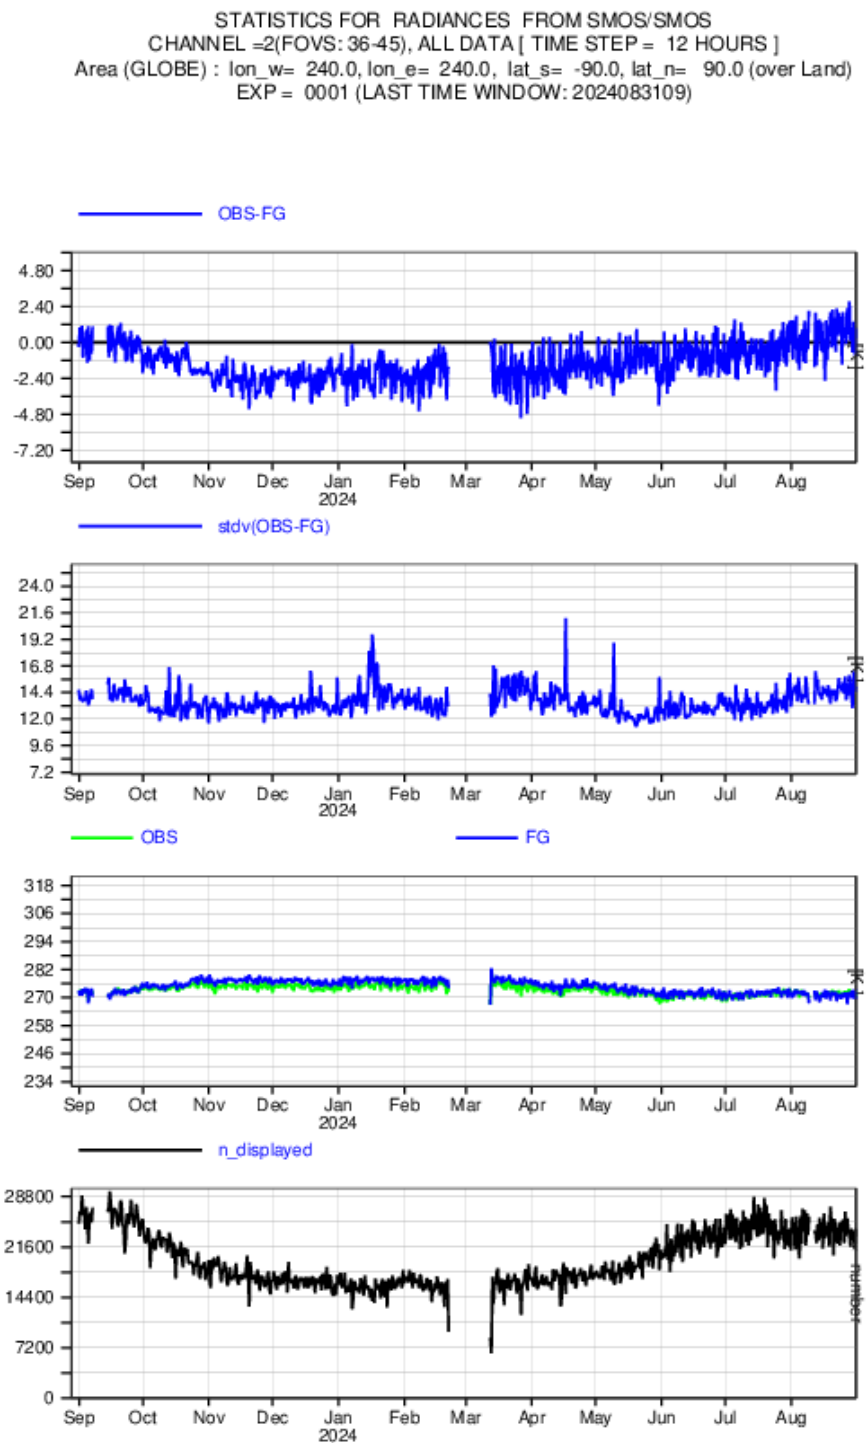 STATISTICS FOR RADIANCES FROM SMOS/SMOS
CHANNEL =2(FOVS: 36-45), ALL DATA [ TIME STEP = 12 HOURS ]
Area (GLOBE) : lon_w= 240.0, lon_e= 240.0, lat_s= -90.0, lat_n= 90.0 (over Land)
EXP = 0001 (LAST TIME WINDOW: 2024083109)
OBS-FG
4.80
2.40
0.00
-2.40
-4.80
-7.20
Sep Oct Nov Dec Jan Feb Mar Apr May Jun Jul Aug
2024
stdv(OBS-FG)
24.0
21.6
19.2
16.8
14.4
12.0
9.6
7.2
Sep Oct Nov Dec Jan Feb Mar Apr May Jun Jul Aug
2024
OBS FG
318
306
294
282
270
258
246
234
Sep Oct Nov Dec Jan Feb Mar Apr May Jun Jul Aug
2024
n_displayed
28800
21600
14400
7200
0
number
Sep Oct Nov Dec Jan Feb Mar Apr May Jun Jul Aug
2024